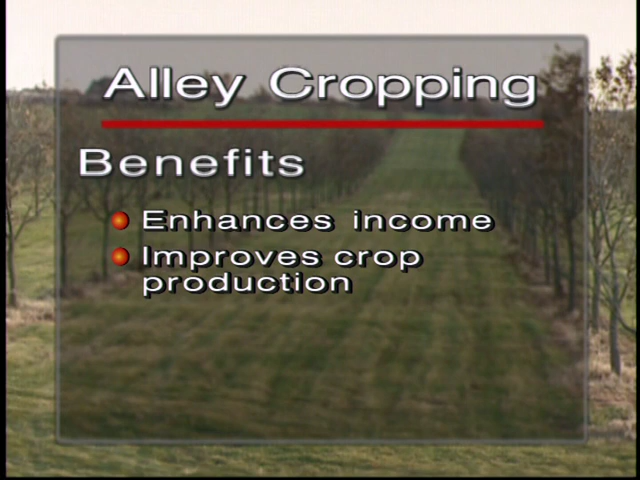 Alley Cropping
Benefits
Enhances income
Improves crop
production